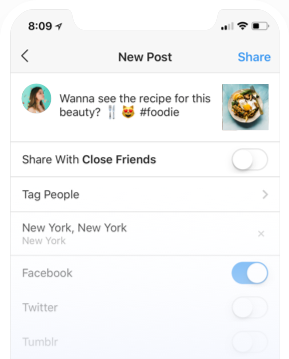 8:09
New Post
Share
Wanna see the recipe for this
beauty? 🍴 😻 #foodie
Share With Close Friends
Tag People
New York, New York
New York
Facebook
Twitter
Tumblr